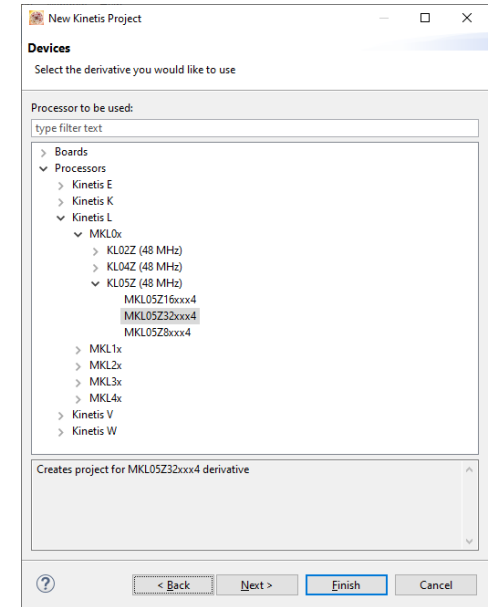 New Kinetis Project
Devices
Select the derivative you would like to use
Processor to be used:
type filter text
Boards
Processors
Kinetis E
Kinetis K
Kinetis L
MKL0x
KL02Z (48 MHz)
KL04Z (48 MHz)
KL05Z (48 MHz)
MKL05Z16xxx4
MKL05Z32xxx4
MKL05Z8xxx4
MKL1x
MKL2x
MKL3x
MKL4x
Kinetis V
Kinetis W
Creates project for MKL05Z32xxx4 derivative
? < Back Next > Finish Cancel